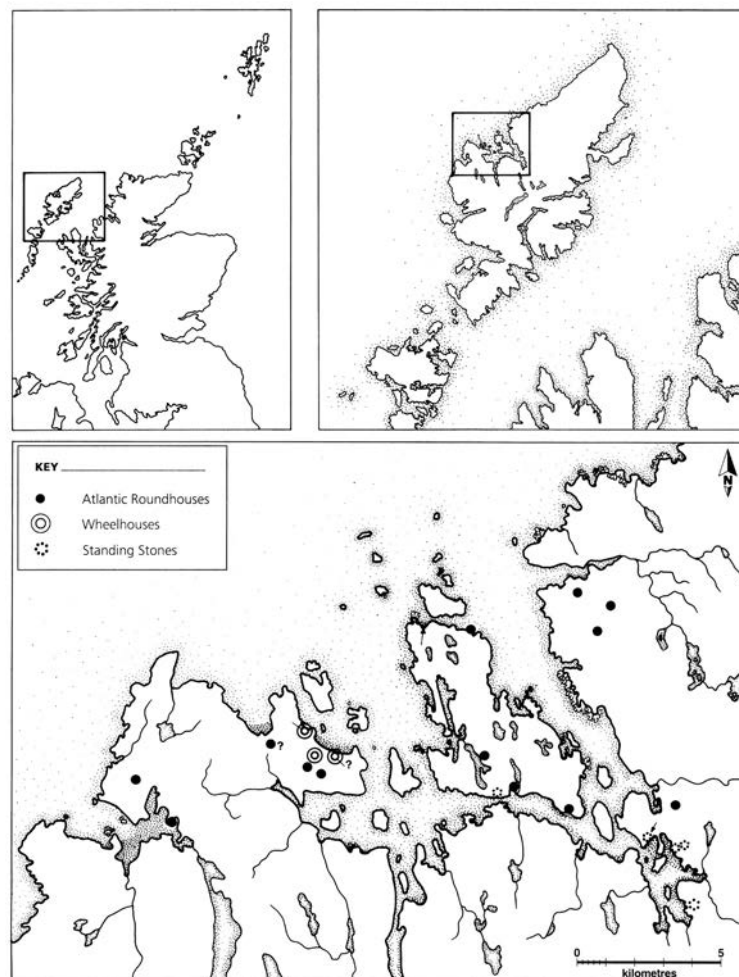 KEY
Atlantic Roundhouses
Wheelhouses
Standing Stones
N
?
?
0 5
kilometres